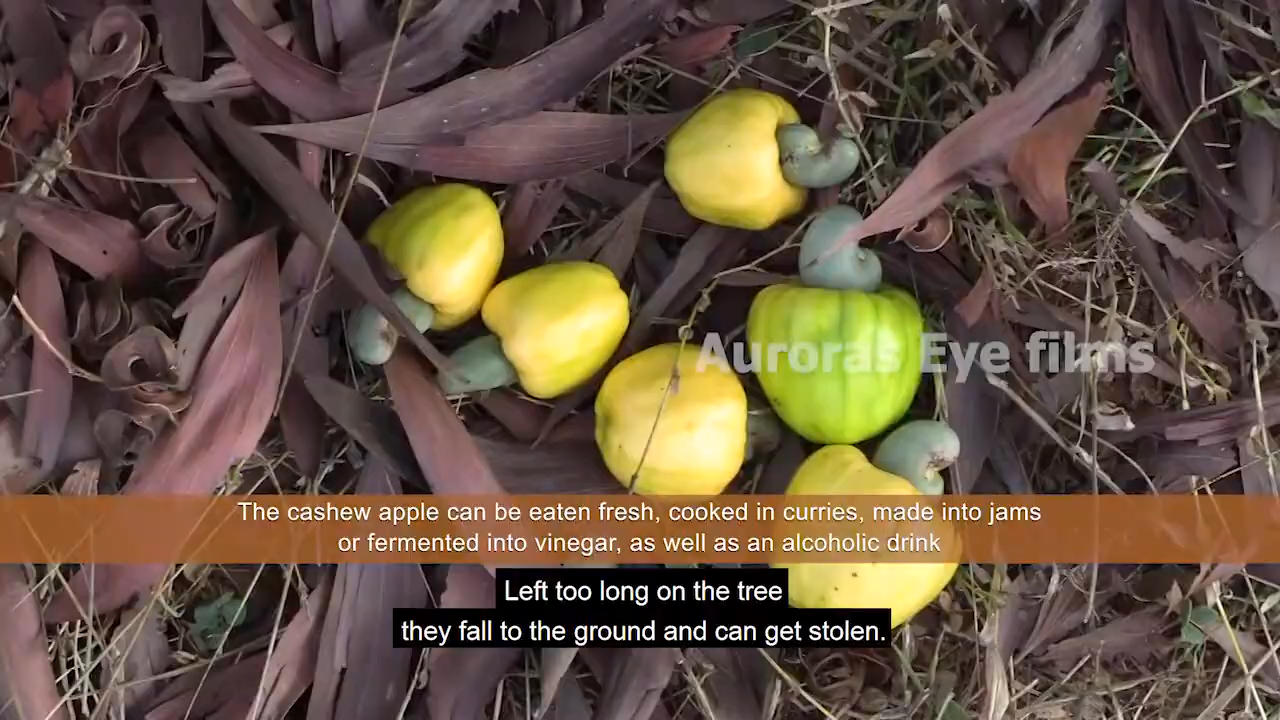 Auroras Eye films
The cashew apple can be eaten fresh, cooked in curries, made into jams
or fermented into vinegar, as well as an alcoholic drink
Left too long on the tree
they fall to the ground and can get stolen.